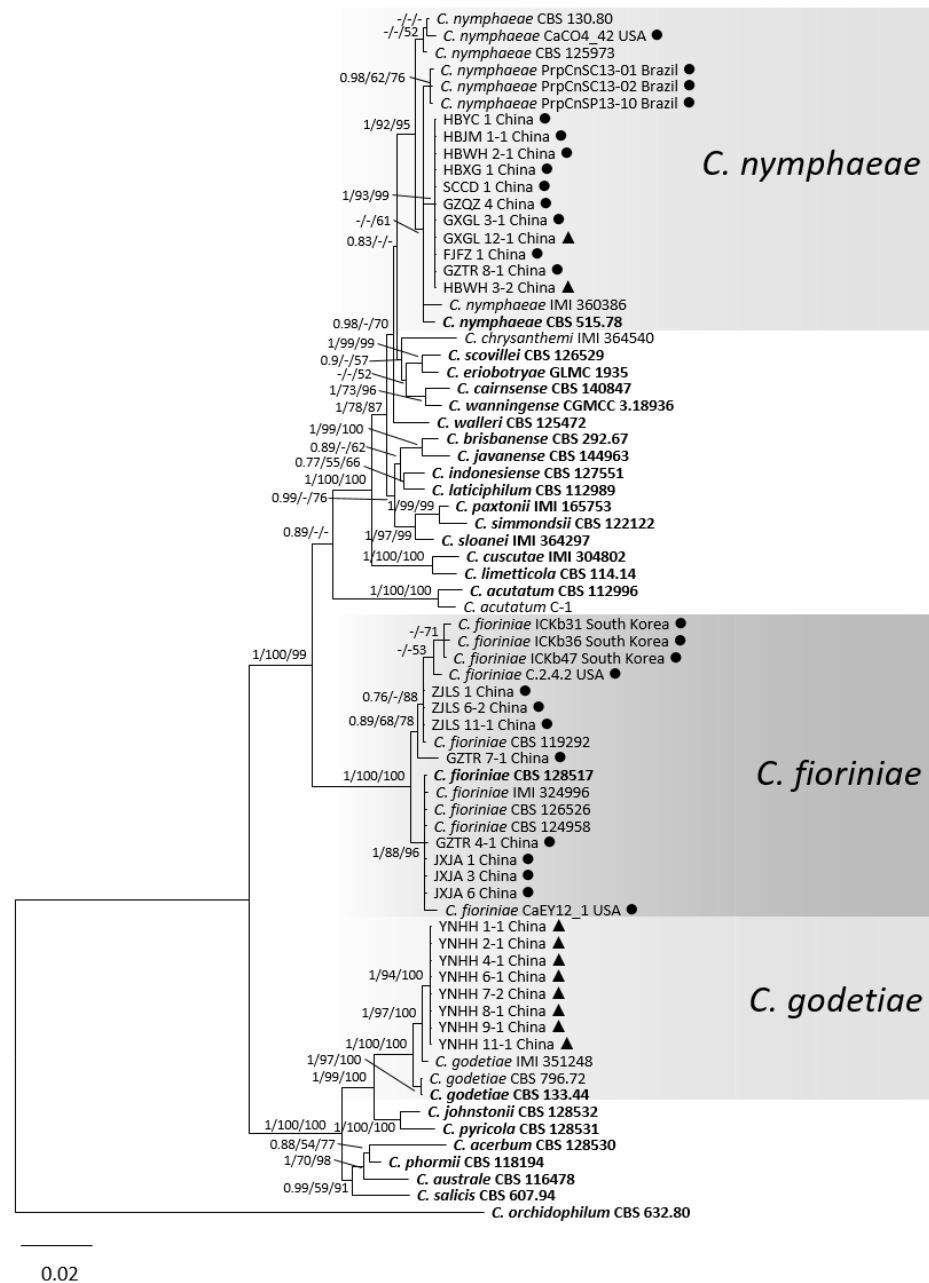 C. nymphaeae CBS 130.80
-/-/-
-/-/52
C. nymphaeae CaCO4_42 USA ●
C. nymphaeae CBS 125973
C. nymphaeae PrpCnSC13-01 Brazil ●
0.98/62/76
C. nymphaeae PrpCnSC13-02 Brazil ●
C. nymphaeae PrpCnSP13-10 Brazil ●
HBYC 1 China ●
1/92/95
HBJM 1-1 China ●
HBWH 2-1 China ●
C. nymphaeae
HBXG 1 China ●
SCCD 1 China ●
1/93/99
GZQZ 4 China ●
GXGL 3-1 China ●
-/-/61
GXGL 12-1 China ▲
0.83/-/-
FJFZ 1 China ●
GZTR 8-1 China ●
HBWH 3-2 China ▲
C. nymphaeae IMI 360386
C. nymphaeae CBS 515.78
0.98/-/70
C. chrysanthemi IMI 364540
1/99/99
C. scovillei CBS 126529
0.9/-/57
C. eriobotryae GLMC 1935
-/-/52
C. cairnsense CBS 140847
1/73/96
C. wanningense CGMCC 3.18936
1/78/87
C. walleri CBS 125472
1/99/100
C. brisbanense CBS 292.67
0.89/-/62
C. javanense CBS 144963
0.77/55/66
C. indonesiense CBS 127551
1/100/100
C. laticiphilum CBS 112989
0.99/-/76
1/99/99
C. paxtonii IMI 165753
C. simmondsii CBS 122122
0.89/-/-
1/97/99
C. sloanei IMI 364297
1/100/100
C. cuscutae IMI 304802
C. limetticola CBS 114.14
1/100/100
C. acutatum CBS 112996
C. acutatum C-1
C. fioriniae ICKb31 South Korea ●
-/-71
C. fioriniae ICKb36 South Korea ●
-/-53
1/100/99
C. fioriniae ICKb47 South Korea ●
C. fioriniae C.2.4.2 USA ●
0.76/-/88
ZJLS 1 China ●
ZJLS 6-2 China ●
0.89/68/78
ZJLS 11-1 China ●
C. fioriniae CBS 119292
GZTR 7-1 China ●
1/100/100
C. fioriniae CBS 128517
C. fioriniae
C. fioriniae IMI 324996
C. fioriniae CBS 126526
C. fioriniae CBS 124958
GZTR 4-1 China ●
1/88/96
JXJA 1 China ●
JXJA 3 China ●
JXJA 6 China ●
C. fioriniae CaEY12_1 USA ●
YNHH 1-1 China ▲
YNHH 2-1 China ▲
YNHH 4-1 China ▲
1/94/100
YNHH 6-1 China ▲
YNHH 7-2 China ▲
C. godetiae
1/97/100
YNHH 8-1 China ▲
YNHH 9-1 China ▲
1/100/100
YNHH 11-1 China ▲
1/97/100
C. godetiae IMI 351248
1/99/100
C. godetiae CBS 796.72
C. godetiae CBS 133.44
C. johnstonii CBS 128532
1/100/100
1/100/100
C. pyricola CBS 128531
0.88/54/77
C. acerbum CBS 128530
1/70/98
C. phormii CBS 118194
0.99/59/91
C. australe CBS 116478
C. salicis CBS 607.94
C. orchidophilum CBS 632.80
0.02